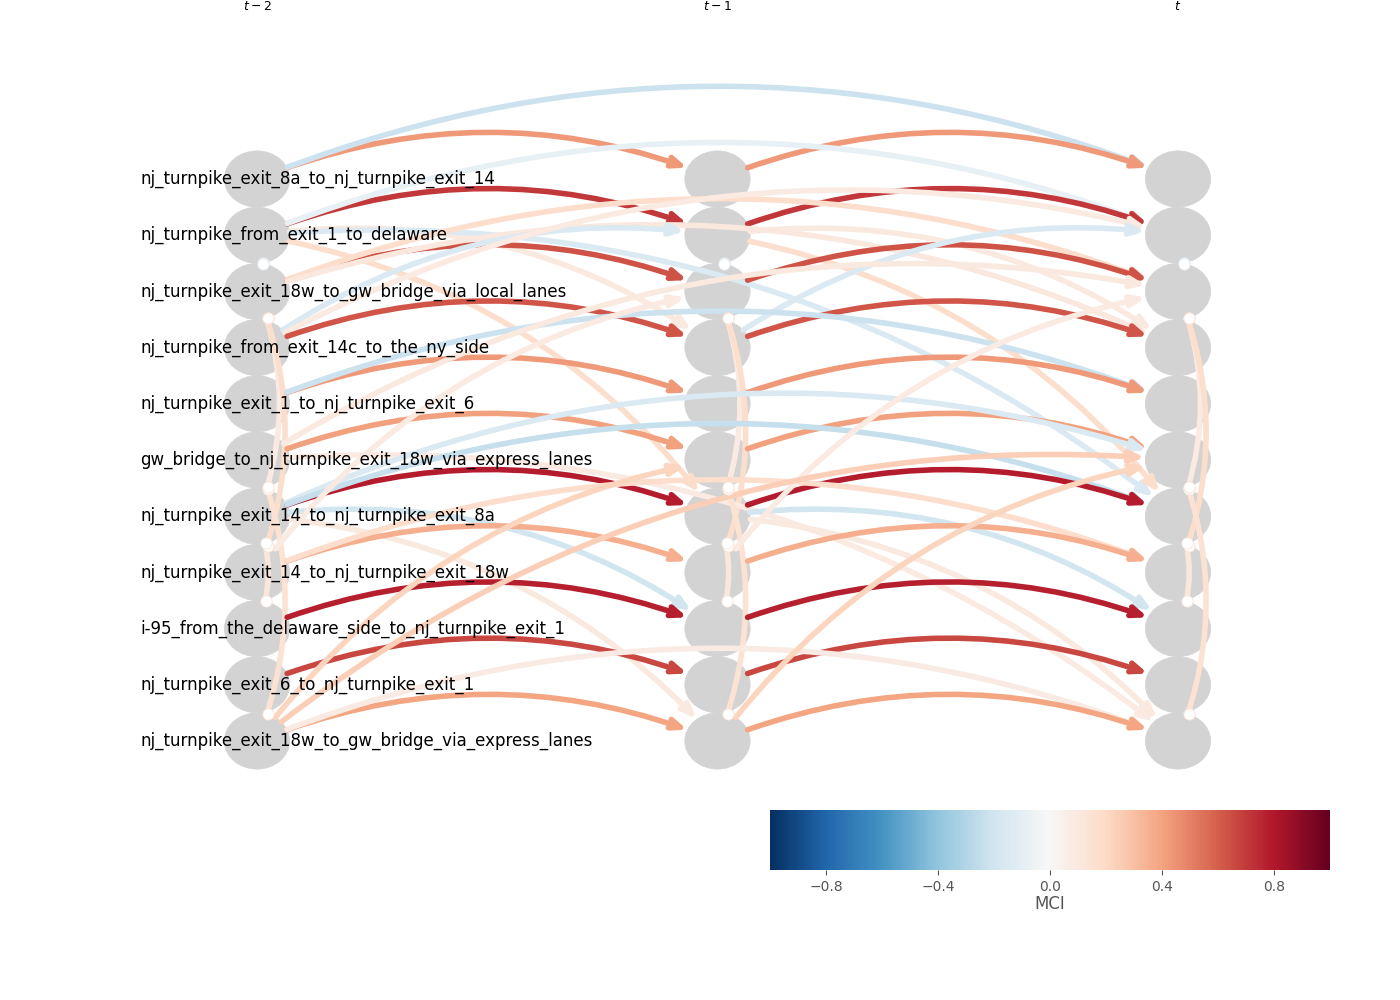 t − 2 t − 1 t
nj_turnpike_exit_8a_to_nj_turnpike_exit_14
nj_turnpike_from_exit_1_to_delaware
nj_turnpike_exit_18w_to_gw_bridge_via_local_lanes
nj_turnpike_from_exit_14c_to_the_ny_side
nj_turnpike_exit_1_to_nj_turnpike_exit_6
gw_bridge_to_nj_turnpike_exit_18w_via_express_lanes
nj_turnpike_exit_14_to_nj_turnpike_exit_8a
nj_turnpike_exit_14_to_nj_turnpike_exit_18w
i-95_from_the_delaware_side_to_nj_turnpike_exit_1
nj_turnpike_exit_6_to_nj_turnpike_exit_1
nj_turnpike_exit_18w_to_gw_bridge_via_express_lanes
−0.8 −0.4 0.0 0.4 0.8
MCI